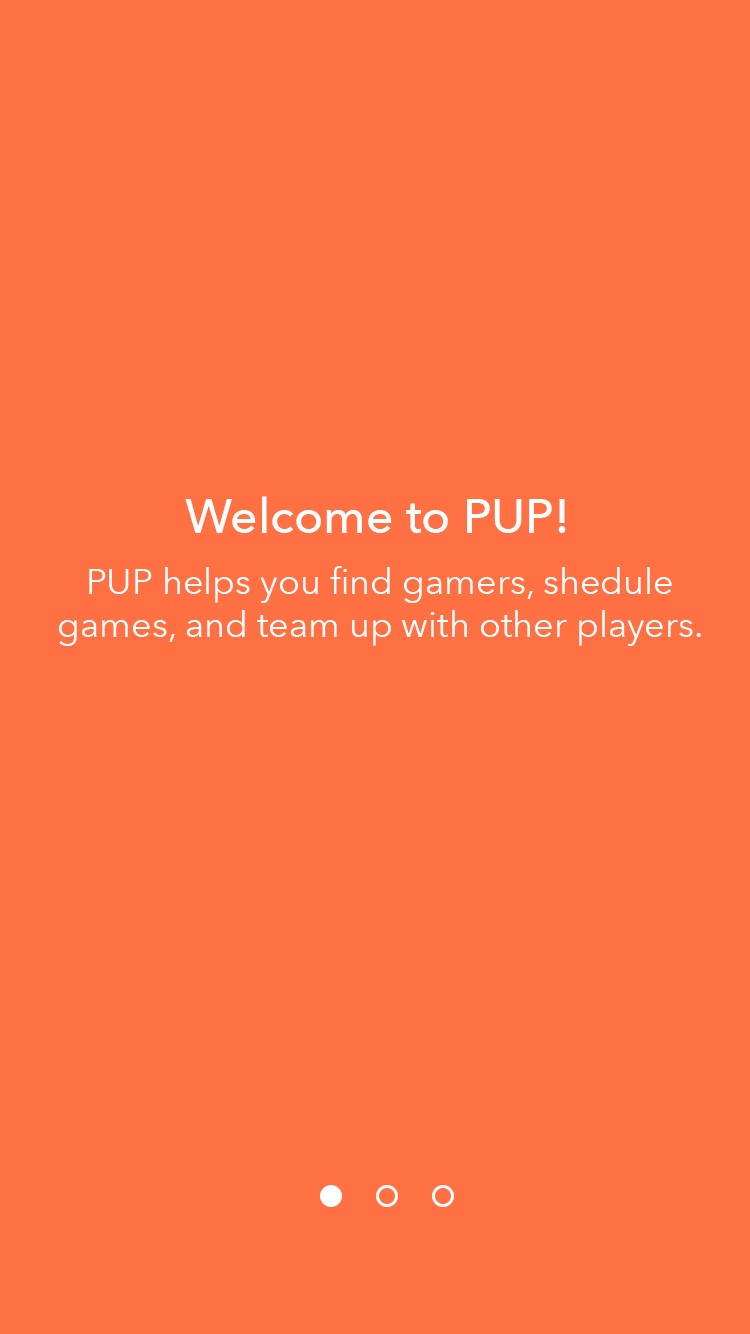 Welcome to PUP!
PUP helps you find gamers, shedule
games, and team up with other players.